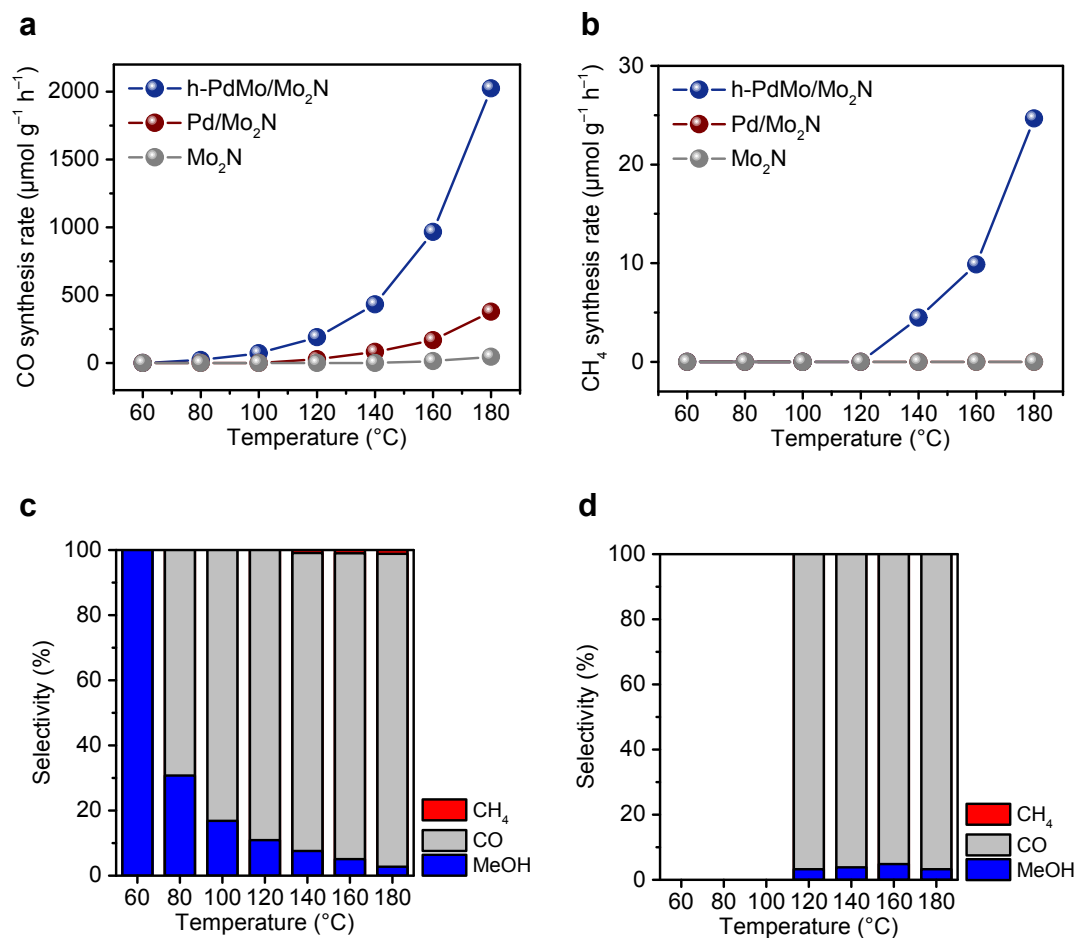 a
CO synthesis rate (μmol g⁻¹ h⁻¹)
2000
1500
1000
500
0
h-PdMo/Mo₂N
Pd/Mo₂N
Mo₂N
60 80 100 120 140 160 180
Temperature (°C)
b
CH₄ synthesis rate (μmol g⁻¹ h⁻¹)
30
20
10
0
h-PdMo/Mo₂N
Pd/Mo₂N
Mo₂N
60 80 100 120 140 160 180
Temperature (°C)
c
Selectivity (%)
100
80
60
40
20
0
60 80 100 120 140 160 180
Temperature (°C)
CH₄
CO
MeOH
d
Selectivity (%)
100
80
60
40
20
0
60 80 100 120 140 160 180
Temperature (°C)
CH₄
CO
MeOH